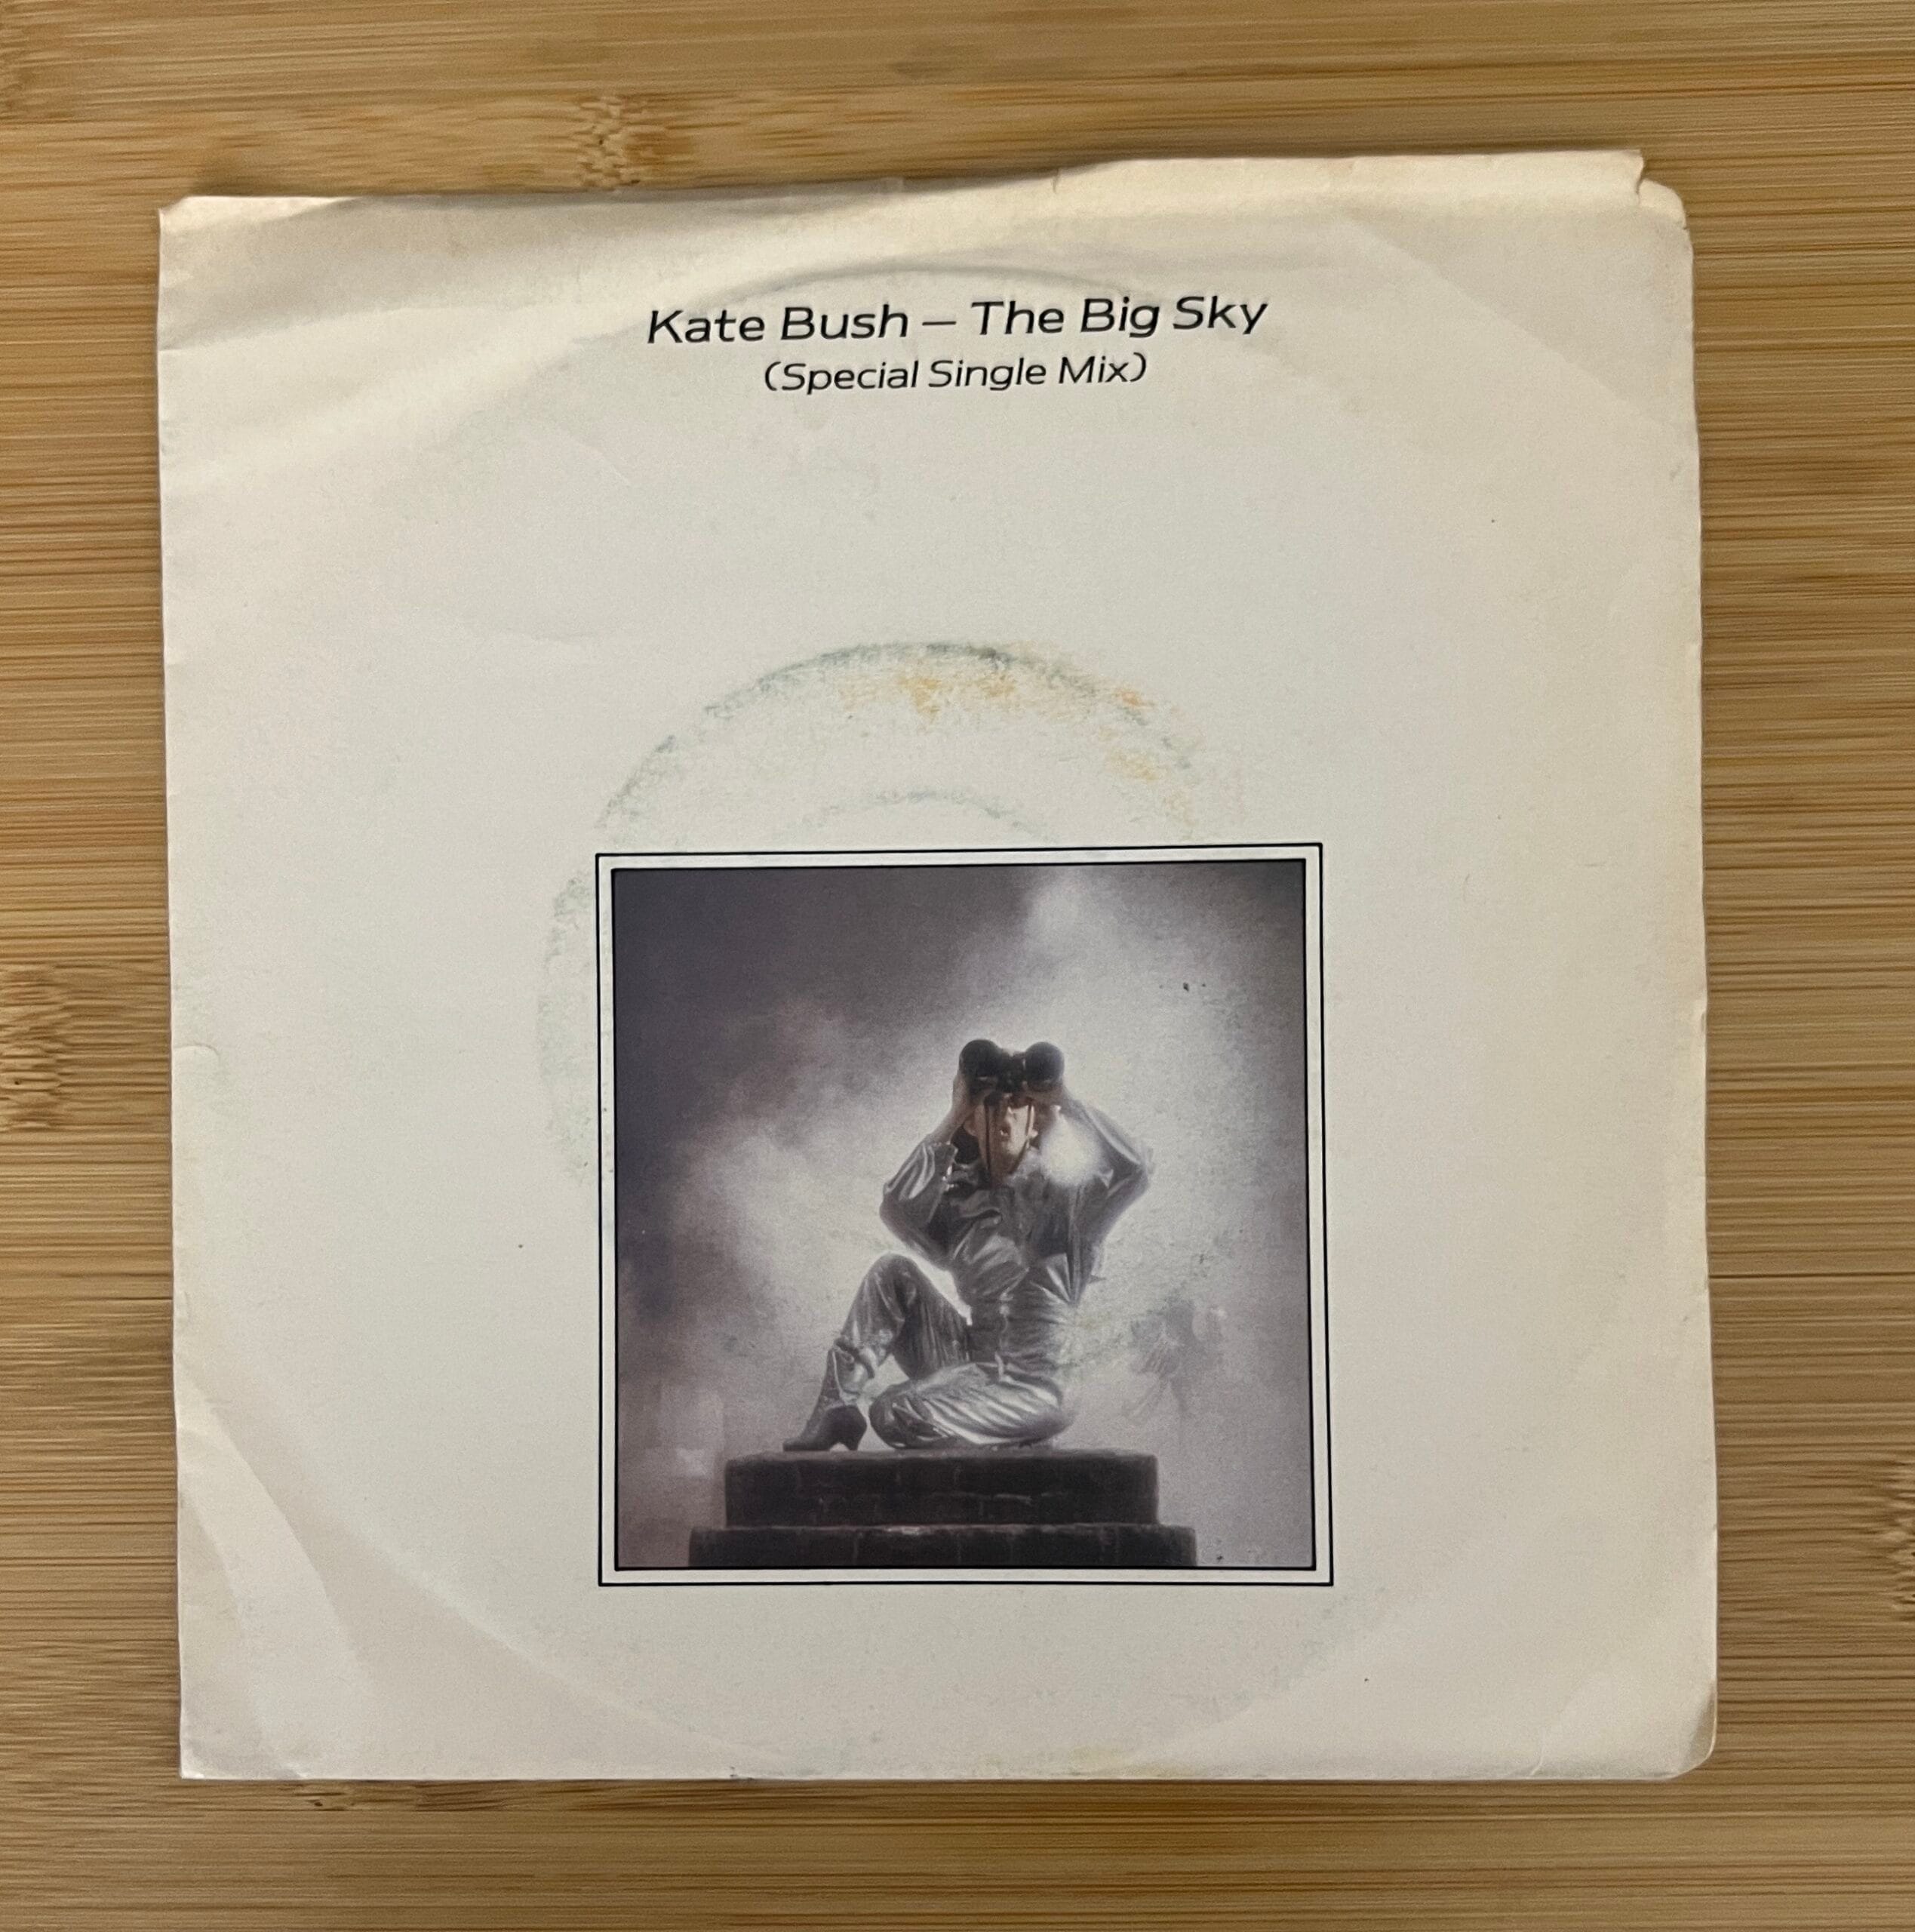 Kate Bush – The Big Sky
(Special Single Mix)